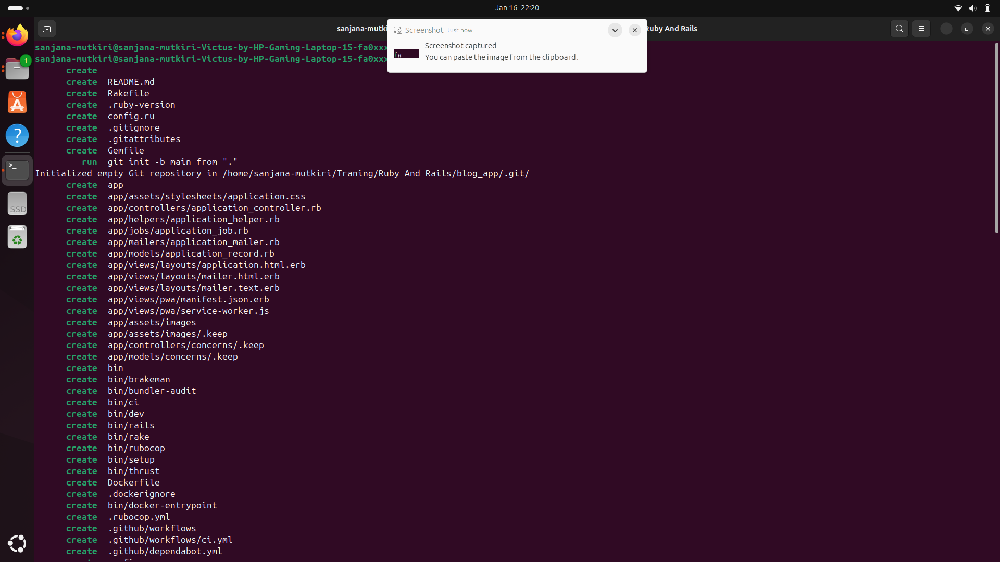 Jan 16 22:20
sanjana-mutki
Ruby And Rails
Screenshot Just now
Screenshot captured
You can paste the image from the clipboard.
1
SSD
sanjana-mutkiri@sanjana-mutkiri-Victus-by-HP-Gaming-Laptop-15-fa0xxx
sanjana-mutkiri@sanjana-mutkiri-Victus-by-HP-Gaming-Laptop-15-fa0xxx
create
create README.md
create Rakefile
create .ruby-version
create config.ru
create .gitignore
create .gitattributes
create Gemfile
run git init -b main from "."
Initialized empty Git repository in /home/sanjana-mutkiri/Traning/Ruby And Rails/blog_app/.git/
create app
create app/assets/stylesheets/application.css
create app/controllers/application_controller.rb
create app/helpers/application_helper.rb
create app/jobs/application_job.rb
create app/mailers/application_mailer.rb
create app/models/application_record.rb
create app/views/layouts/application.html.erb
create app/views/layouts/mailer.html.erb
create app/views/layouts/mailer.text.erb
create app/views/pwa/manifest.json.erb
create app/views/pwa/service-worker.js
create app/assets/images
create app/assets/images/.keep
create app/controllers/concerns/.keep
create app/models/concerns/.keep
create bin
create bin/brakeman
create bin/bundler-audit
create bin/ci
create bin/dev
create bin/rails
create bin/rake
create bin/rubocop
create bin/setup
create bin/thrust
create Dockerfile
create .dockerignore
create bin/docker-entrypoint
create .rubocop.yml
create .github/workflows
create .github/workflows/ci.yml
create .github/dependabot.yml